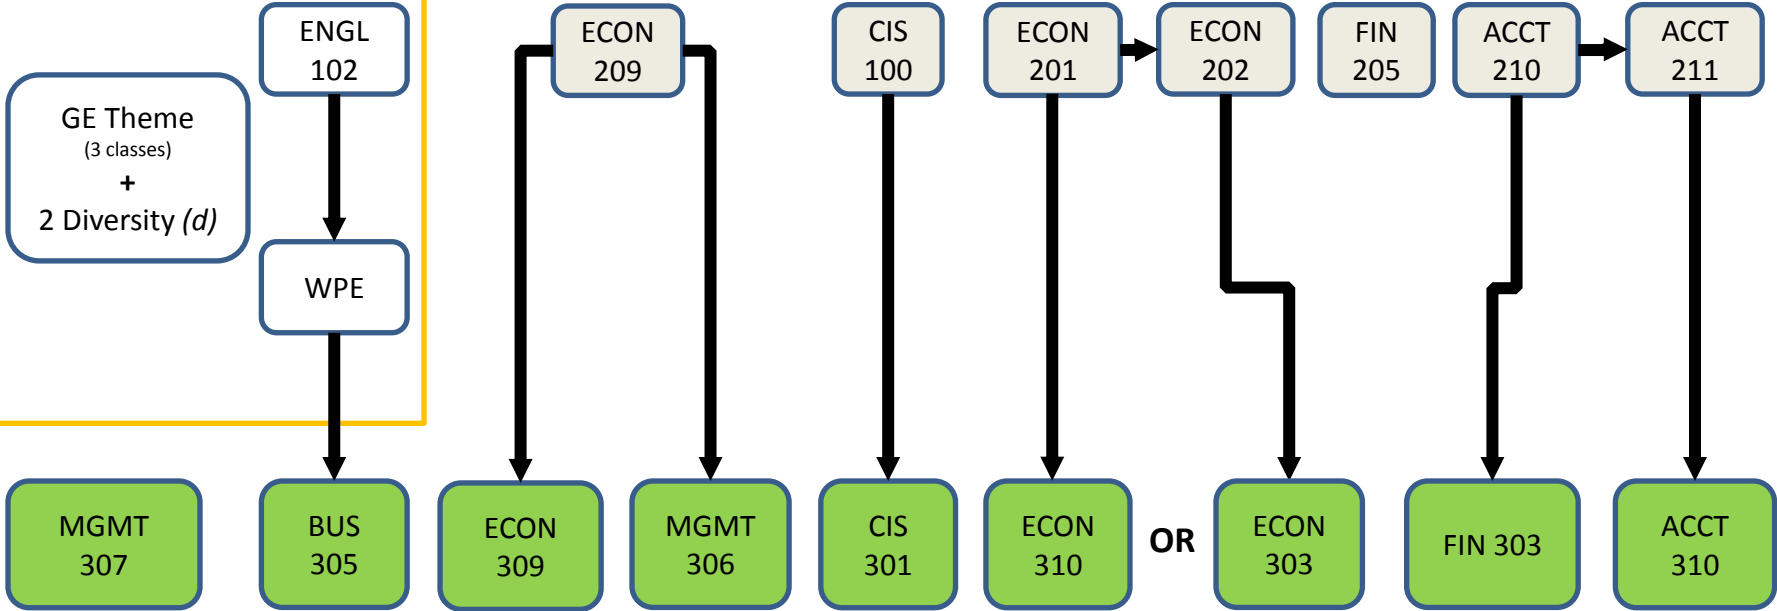 ENGL
102
ECON
209
CIS
100
ECON
201
ECON
202
FIN
205
ACCT
210
ACCT
211
GE Theme
(3 classes)
+
2 Diversity (d)
WPE
MGMT
307
BUS
305
ECON
309
MGMT
306
CIS
301
ECON
310
OR
ECON
303
FIN 303
ACCT
310